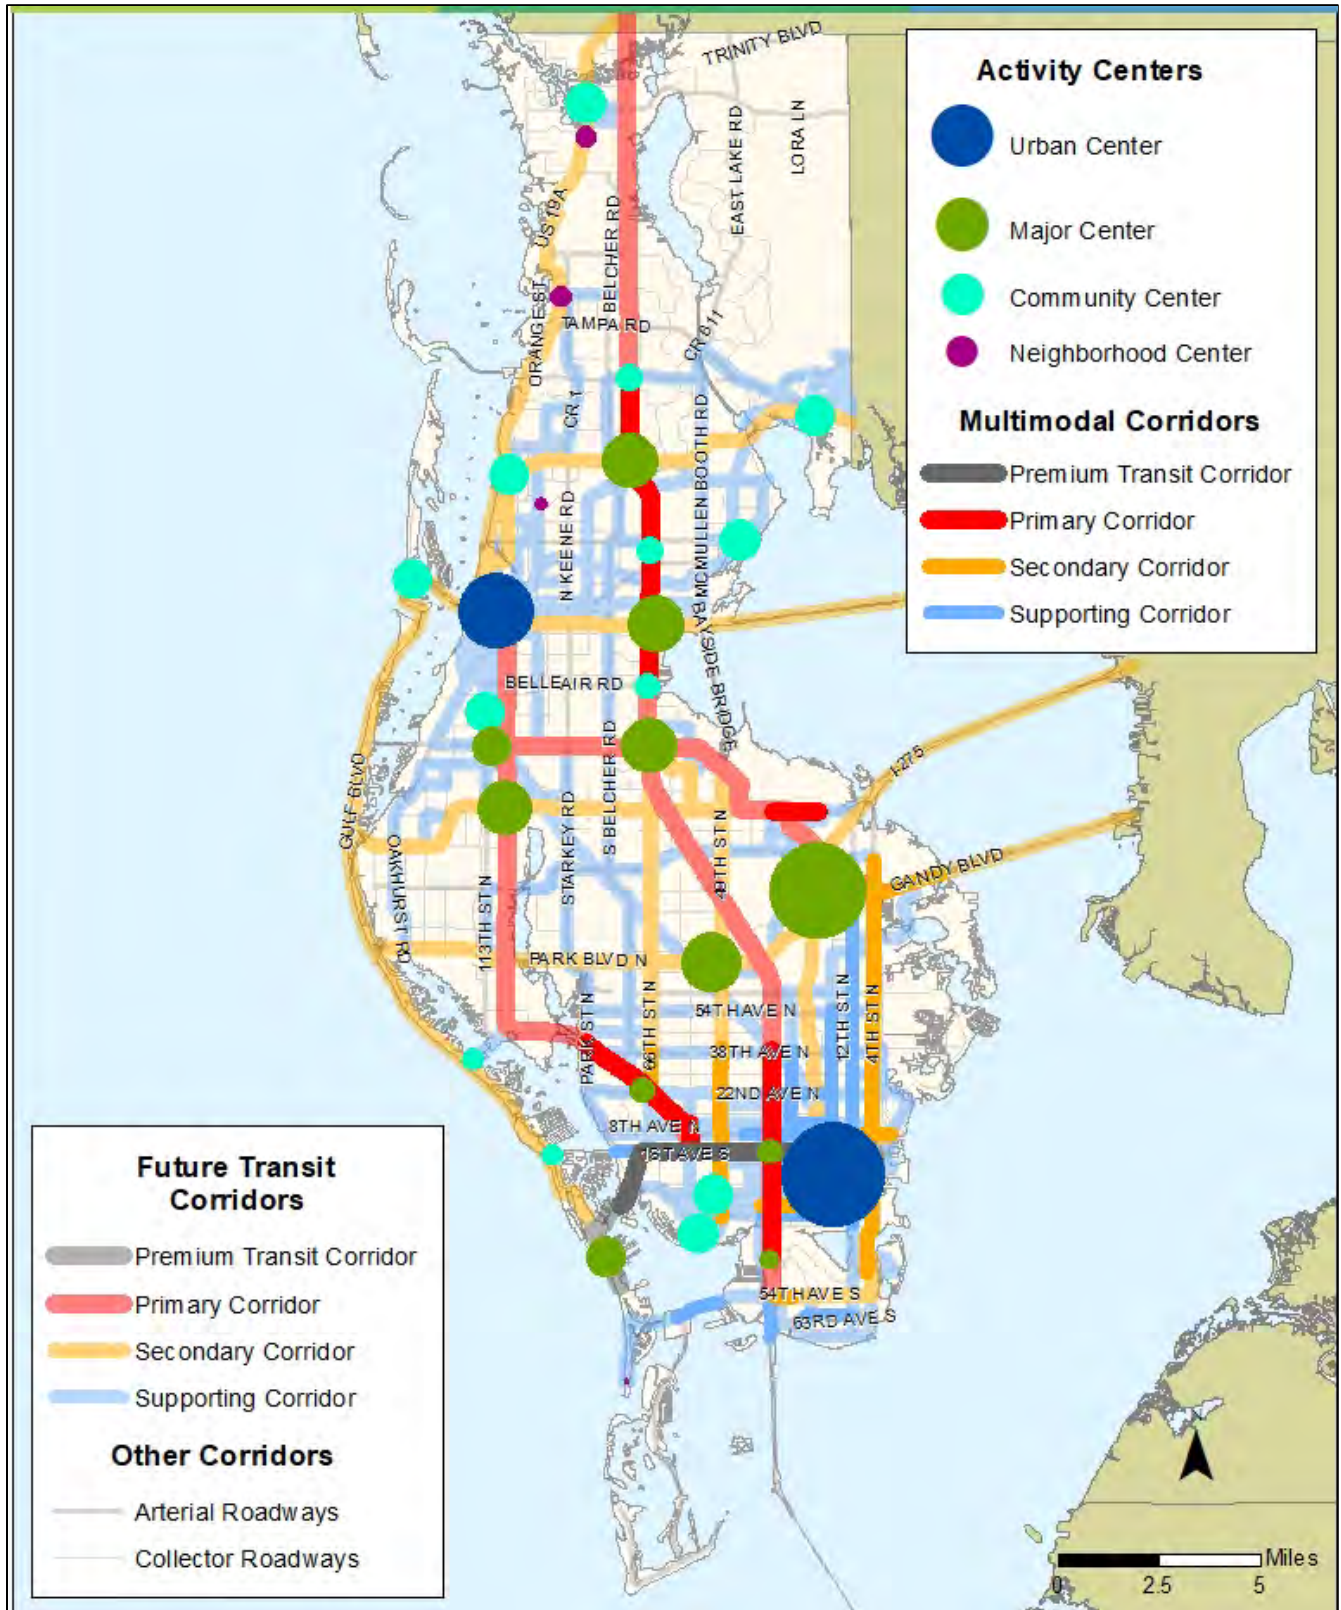 TRINITY BLVD
EAST LAKE RD
LORA LN
US 19A
BELCHER RD
ORANGE ST
TAMPA RD
CR 611
CR 1
MCMULLEN BOOTH RD
N KEENE RD
BAYSIDE BRIDGE
BELLEAIR RD
S BELCHER RD
I-275
GULF BLVD
STARKEY RD
49TH ST N
GANDY BLVD
OAKHURST RD
113TH ST N
PARK BLVD N
54TH AVE N
PARK ST N
66TH ST N
12TH ST N
4TH ST N
38TH AVE N
22ND AVE N
8TH AVE N
1ST AVE S
54TH AVE S
63RD AVE S
Activity Centers
Urban Center
Major Center
Community Center
Neighborhood Center
Multimodal Corridors
Premium Transit Corridor
Primary Corridor
Secondary Corridor
Supporting Corridor
Future Transit
Corridors
Premium Transit Corridor
Primary Corridor
Secondary Corridor
Supporting Corridor
Other Corridors
Arterial Roadways
Collector Roadways
N
Miles
0 2.5 5